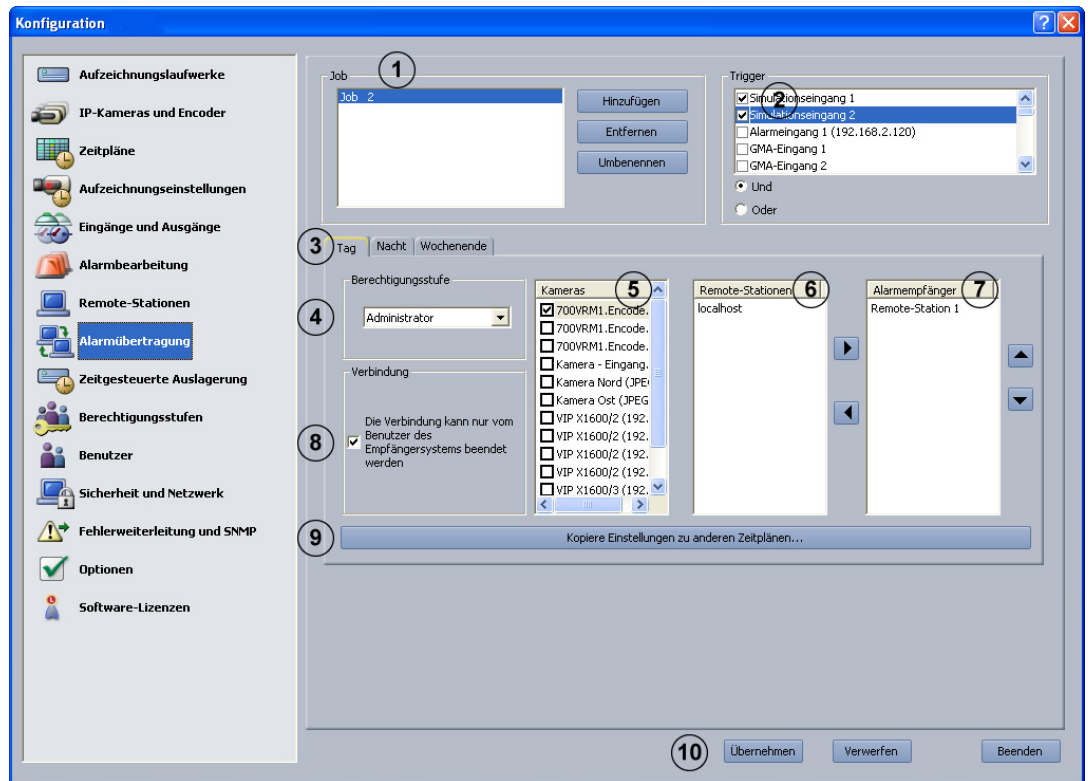 Konfiguration
Aufzeichnungslaufwerke
IP-Kameras und Encoder
Zeitpläne
Aufzeichnungseinstellungen
Eingänge und Ausgänge
Alarmbearbeitung
Remote-Stationen
Alarmübertragung
Zeitgesteuerte Auslagerung
Berechtigungsstufen
Benutzer
Sicherheit und Netzwerk
Fehlerweiterleitung und SNMP
Optionen
Software-Lizenzen
Job
1
Job 2
Hinzufügen
Entfernen
Umbenennen
Trigger
2
Simulationseingang 1
Simulationseingang 2
Alarmeingang 1 (192.168.2.120)
GMA-Eingang 1
GMA-Eingang 2
Und
Oder
3
Tag
Nacht
Wochenende
Berechtigungsstufe
4
Administrator
Verbindung
8
Die Verbindung kann nur vom
Benutzer des
Empfängersystems beendet
werden
Kameras
5
700VRM1.Encode.
700VRM1.Encode.
700VRM1.Encode.
Kamera - Eingang.
Kamera Nord (JPE
Kamera Ost (JPEG
VIP X1600/2 (192.
VIP X1600/2 (192.
VIP X1600/2 (192.
VIP X1600/2 (192.
VIP X1600/3 (192.
Remote-Stationen
6
localhost
Alarmempfänger
7
Remote-Station 1
9
Kopiere Einstellungen zu anderen Zeitplänen...
10
Übernehmen
Verwerfen
Beenden